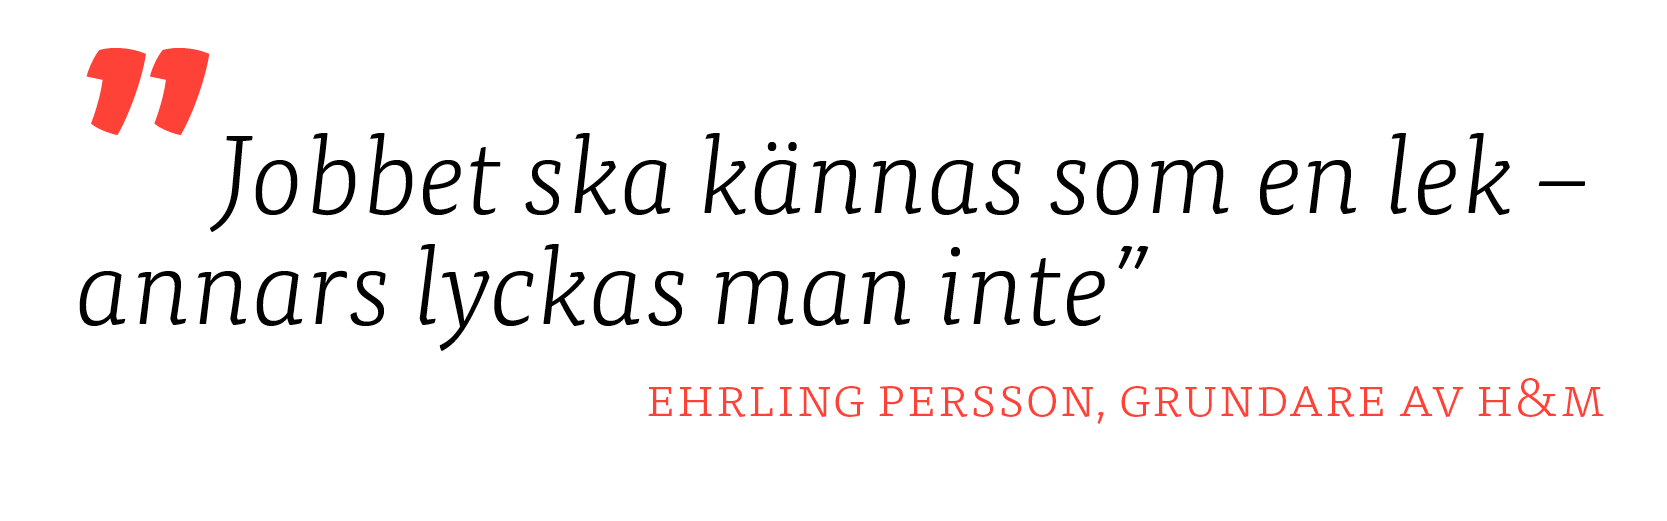 ”Jobbet ska kännas som en lek –
annars lyckas man inte”
EHRLING PERSSON, GRUNDARE AV H&M